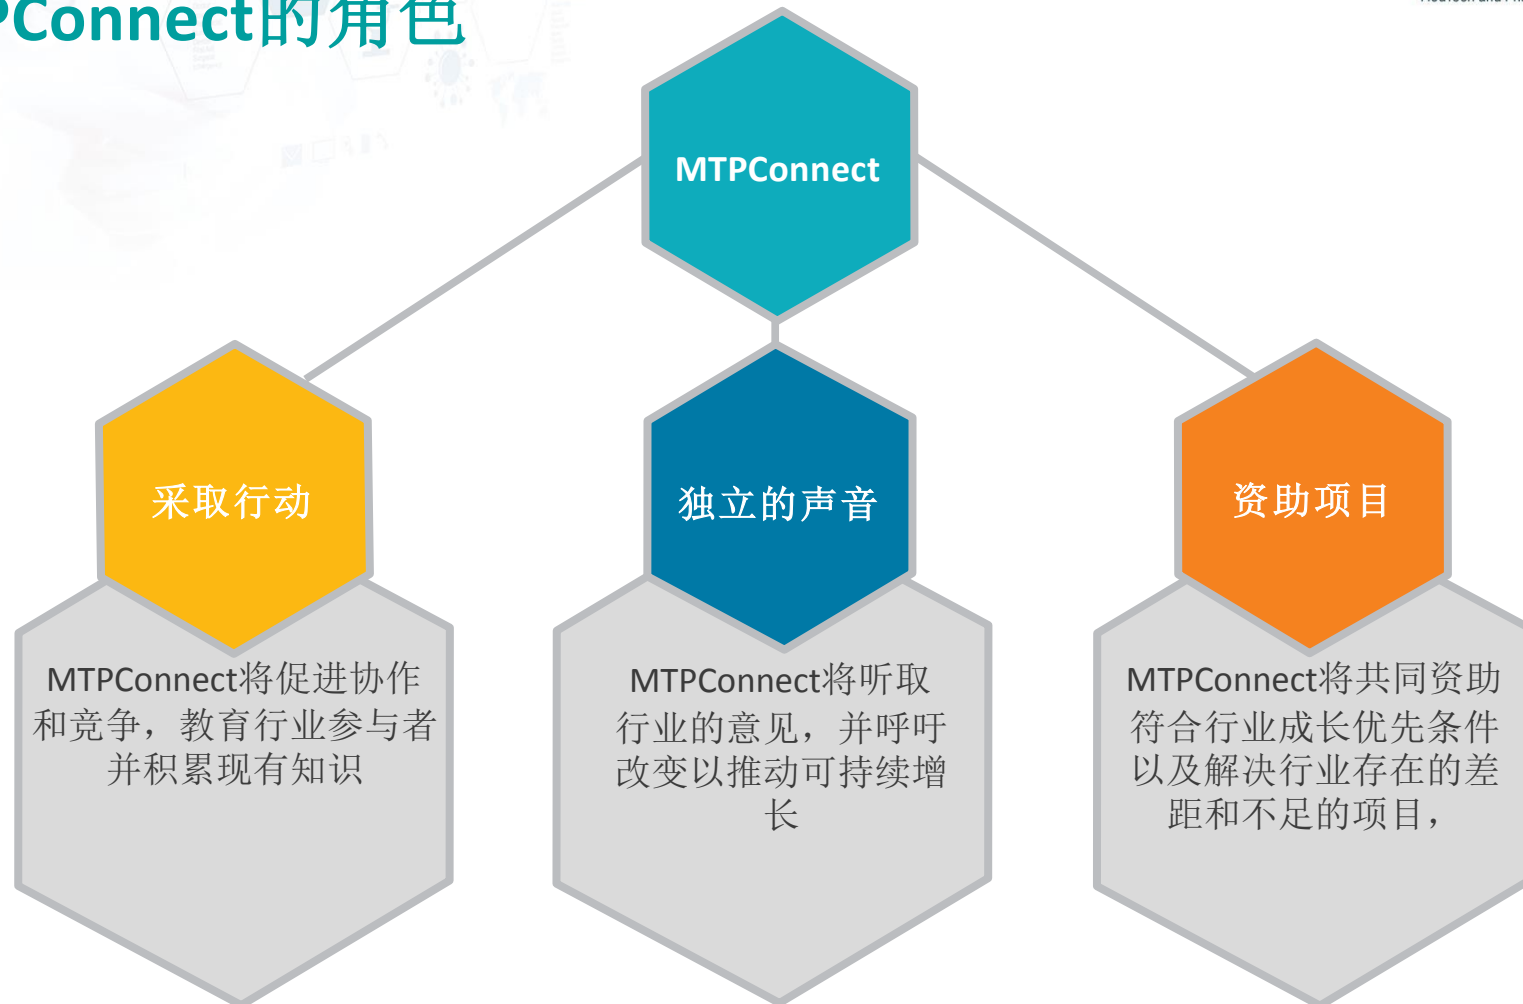 PConnect的角色
MTPConnect
采取行动
MTPConnect将促进协作
和竞争，教育行业参与者
并积累现有知识
独立的声音
MTPConnect将听取
行业的意见，并呼吁
改变以推动可持续增
长
资助项目
MTPConnect将共同资助
符合行业成长优先条件
以及解决行业存在的差
距和不足的项目，